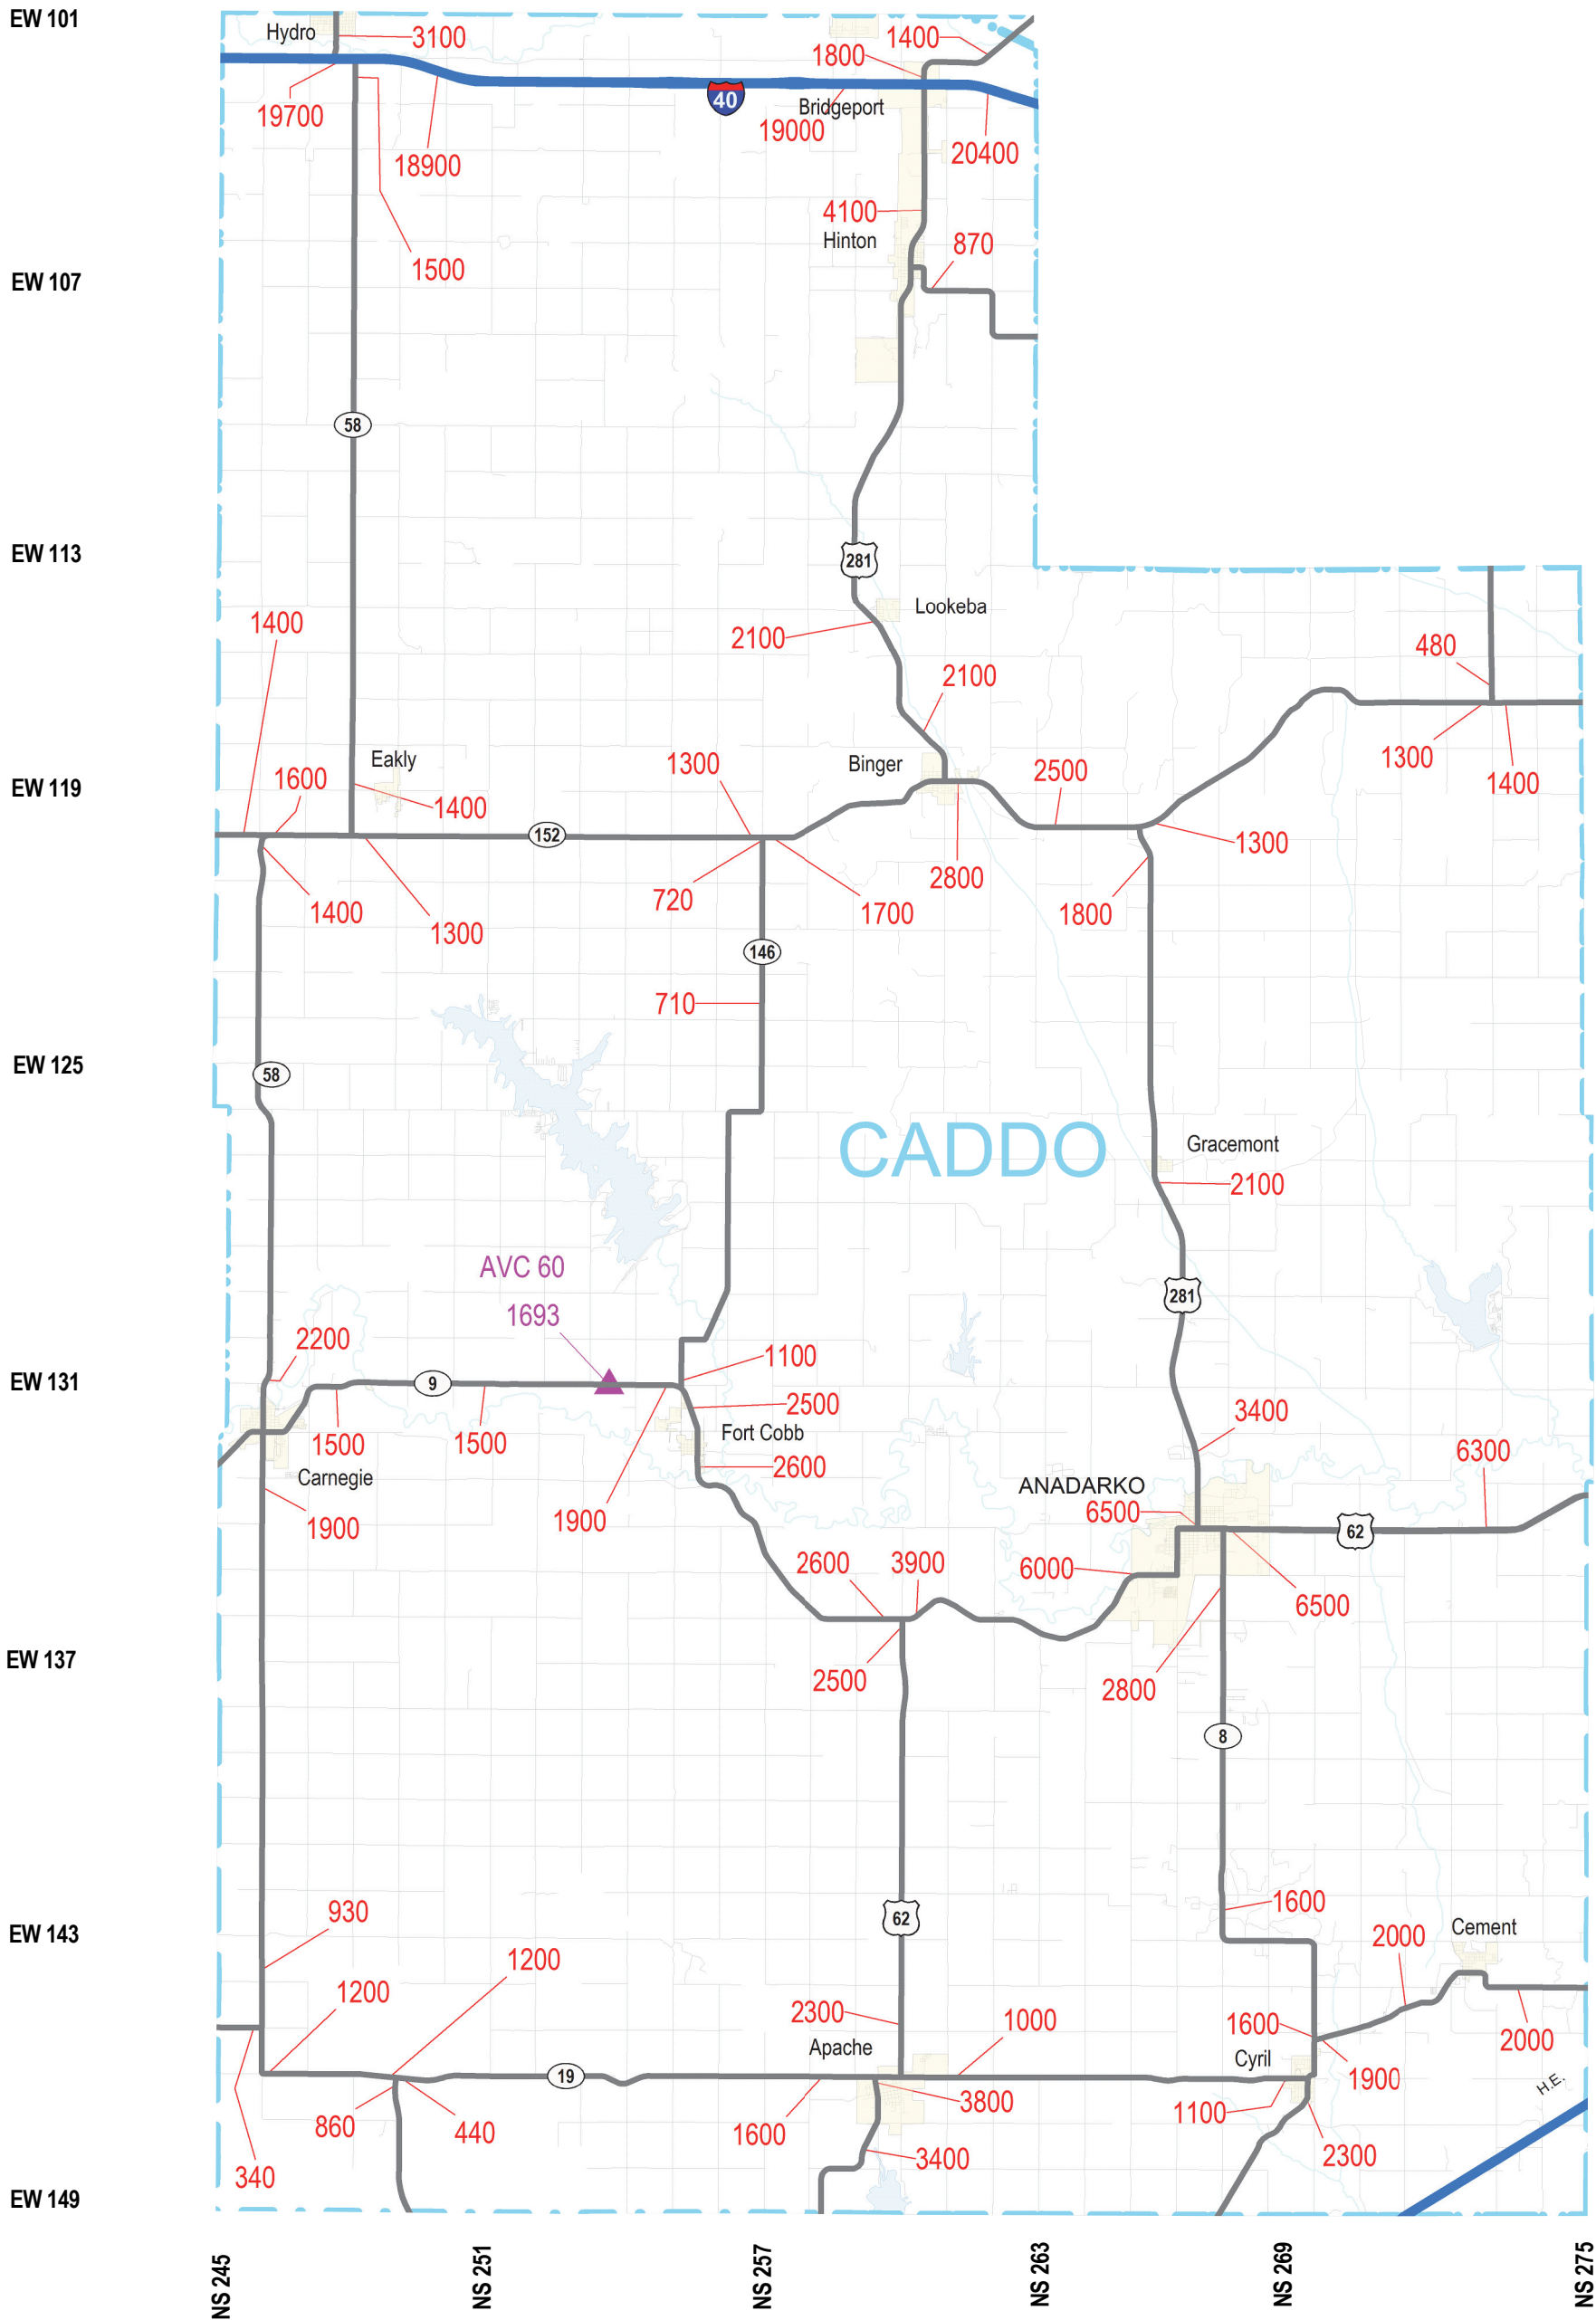 EW 101
Hydro
3100
1400
1800
19700
40
Bridgeport
19000
18900
20400
4100
Hinton
870
1500
EW 107
58
EW 113
281
Lookeba
1400
2100
480
2100
Eakly
1300
Binger
2500
1300
EW 119
1600
1400
1400
152
1300
2800
720
1400
1300
1700
1800
146
710
EW 125
58
CADDO
Gracemont
2100
AVC 60
281
1693
2200
1100
EW 131
9
2500
3400
1500
1500
Fort Cobb
6300
Carnegie
2600
ANADARKO
6500
1900
1900
62
2600
3900
6000
6500
EW 137
2500
2800
8
930
62
1600
EW 143
Cement
2000
1200
1200
2300
1000
1600
2000
Apache
Cyril
19
1900
H.E.
3800
1100
860
440
1600
2300
3400
340
EW 149
NS 245
NS 251
NS 257
NS 263
NS 269
NS 275